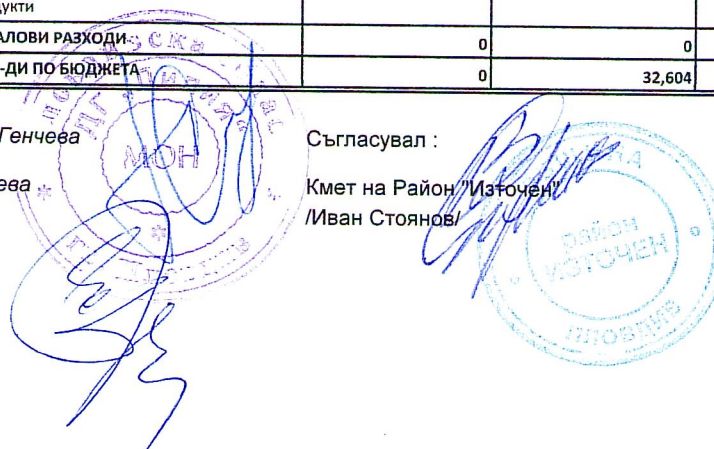 дукти
АЛОВИ РАЗХОДИ 0 0
-ДИ ПО БЮДЖЕТА 0 32,604
Генчева
ева
Съгласувал :
Кмет на Район "Източен"
/Иван Стоянов/
МОН
район
ИЗТОЧЕН
ПЛОВДИВ